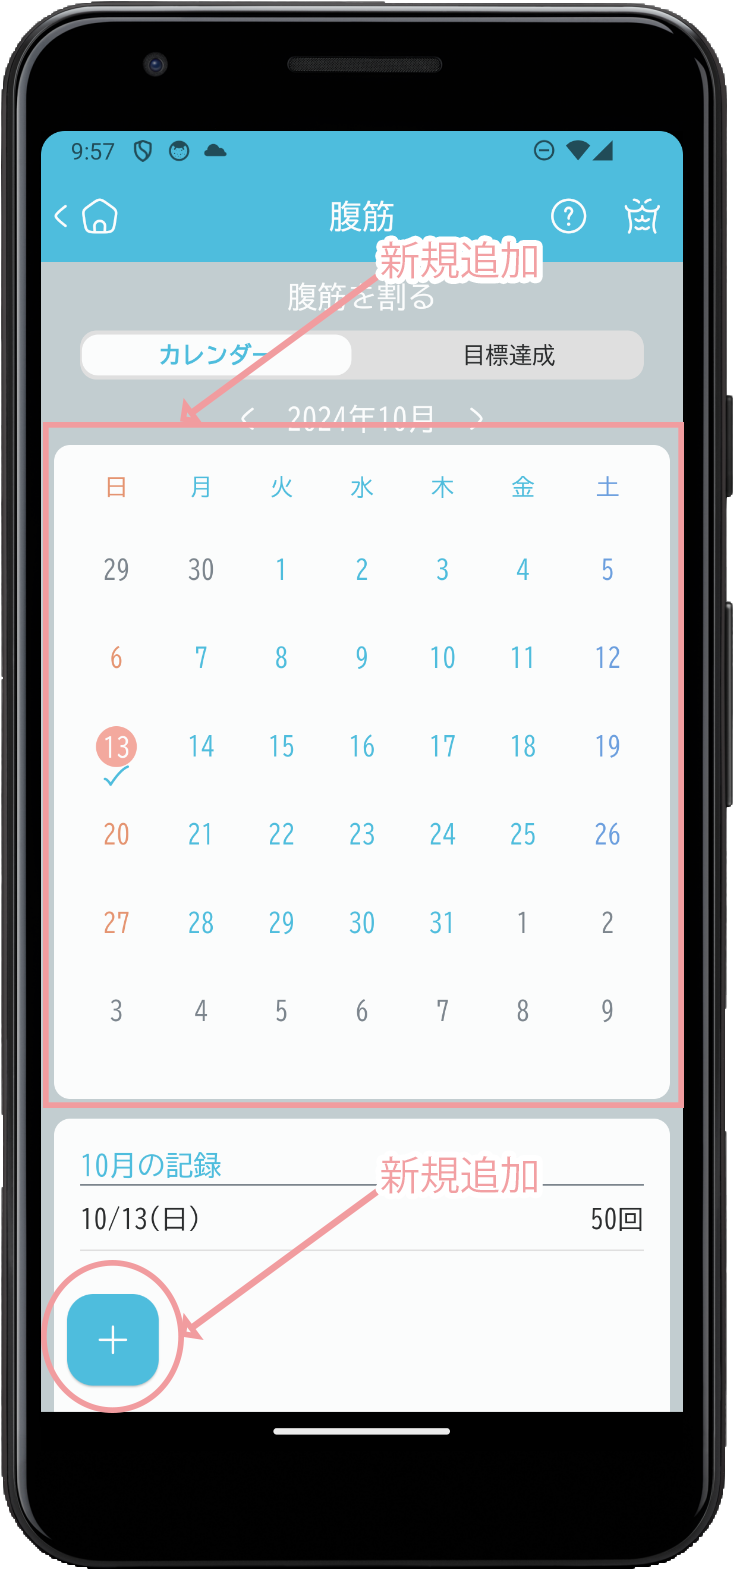 9:57
腹筋
新規追加
腹筋を割る
カレンダー 目標達成
2024年10月
日 月 火 水 木 金 土
29 30 1 2 3 4 5
6 7 8 9 10 11 12
13 14 15 16 17 18 19
20 21 22 23 24 25 26
27 28 29 30 31 1 2
3 4 5 6 7 8 9
10月の記録
新規追加
10/13(日) 50回